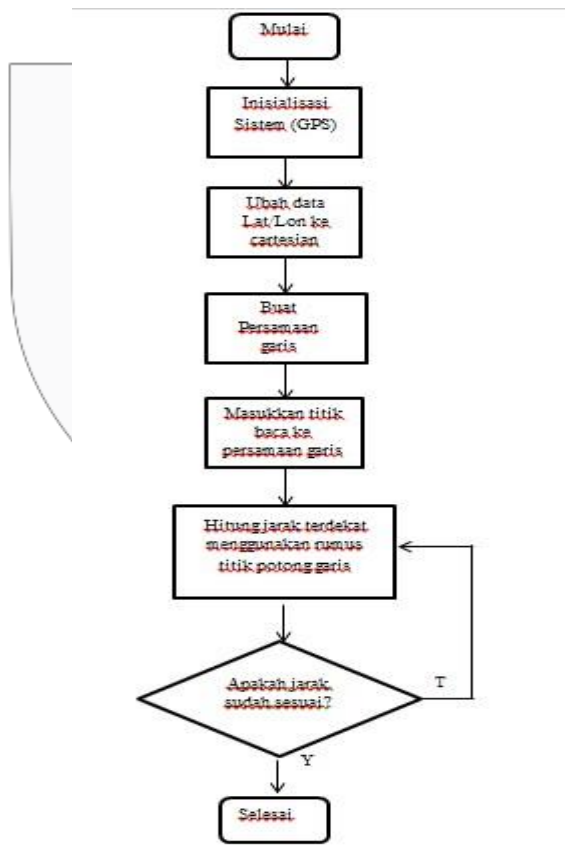 Mulai
Inisialisasi
Sistem (GPS)
Ubah data
Lat/Lon ke
cartesian
Buat
Persamaan
garis
Masukkan titik
baca ke
persamaan garis
Hitung jarak terdekat
menggunakan rumus
titik potong garis
Apakah jarak
sudah sesuai?
T
Y
Selesai